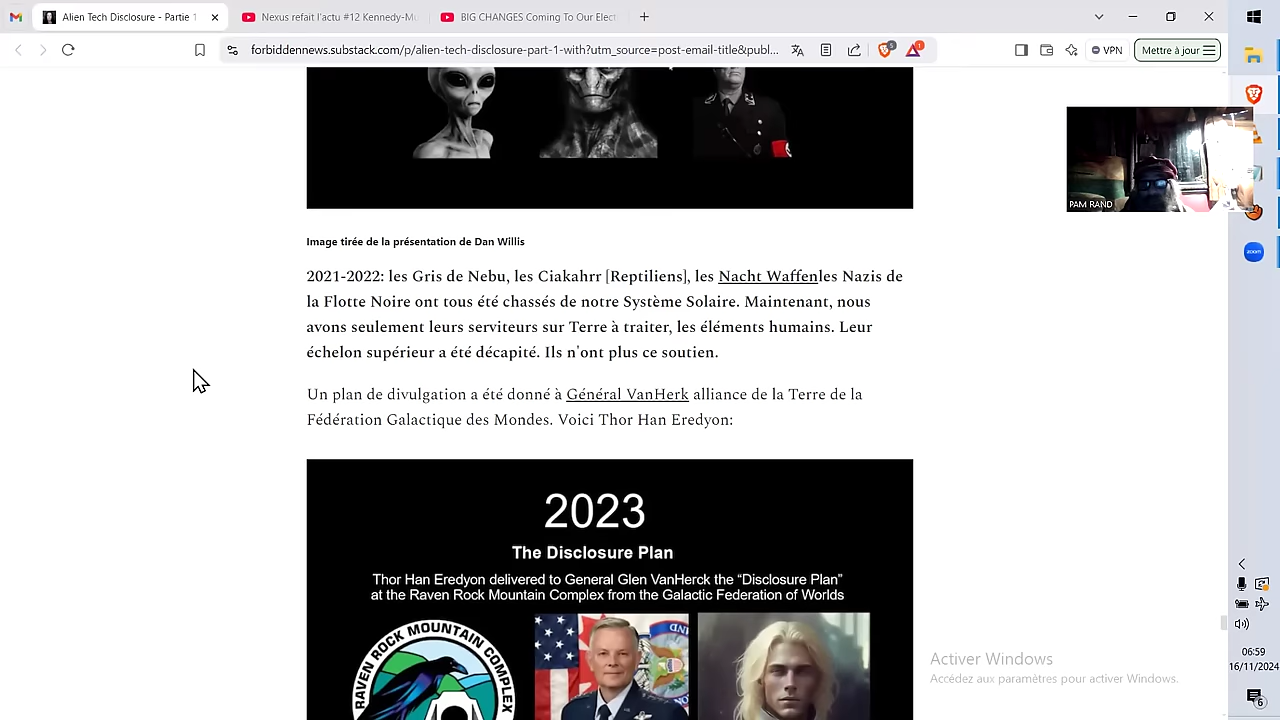 Alien Tech Disclosure - Partie 1
Nexus refait l'actu #12 Kennedy-Mu
BIG CHANGES Coming To Our Elect
forbiddennews.substack.com/p/alien-tech-disclosure-part-1-with?utm_source=post-email-title&publ...
5
1
VPN
Mettre à jour
PAM RAND
zoom
Image tirée de la présentation de Dan Willis
2021-2022: les Gris de Nebu, les Ciakahrr [Reptiliens], les Nacht Waffenles Nazis de
la Flotte Noire ont tous été chassés de notre Système Solaire. Maintenant, nous
avons seulement leurs serviteurs sur Terre à traiter, les éléments humains. Leur
échelon supérieur a été décapité. Ils n'ont plus ce soutien.
Un plan de divulgation a été donné à Général VanHerk alliance de la Terre de la
Fédération Galactique des Mondes. Voici Thor Han Eredyon:
2023
The Disclosure Plan
Thor Han Eredyon delivered to General Glen VanHerck the “Disclosure Plan”
at the Raven Rock Mountain Complex from the Galactic Federation of Worlds
RAVEN ROCK MOUNTAIN COMPLEX
Activer Windows
Accédez aux paramètres pour activer Windows.
06:59
16/11/2024
6